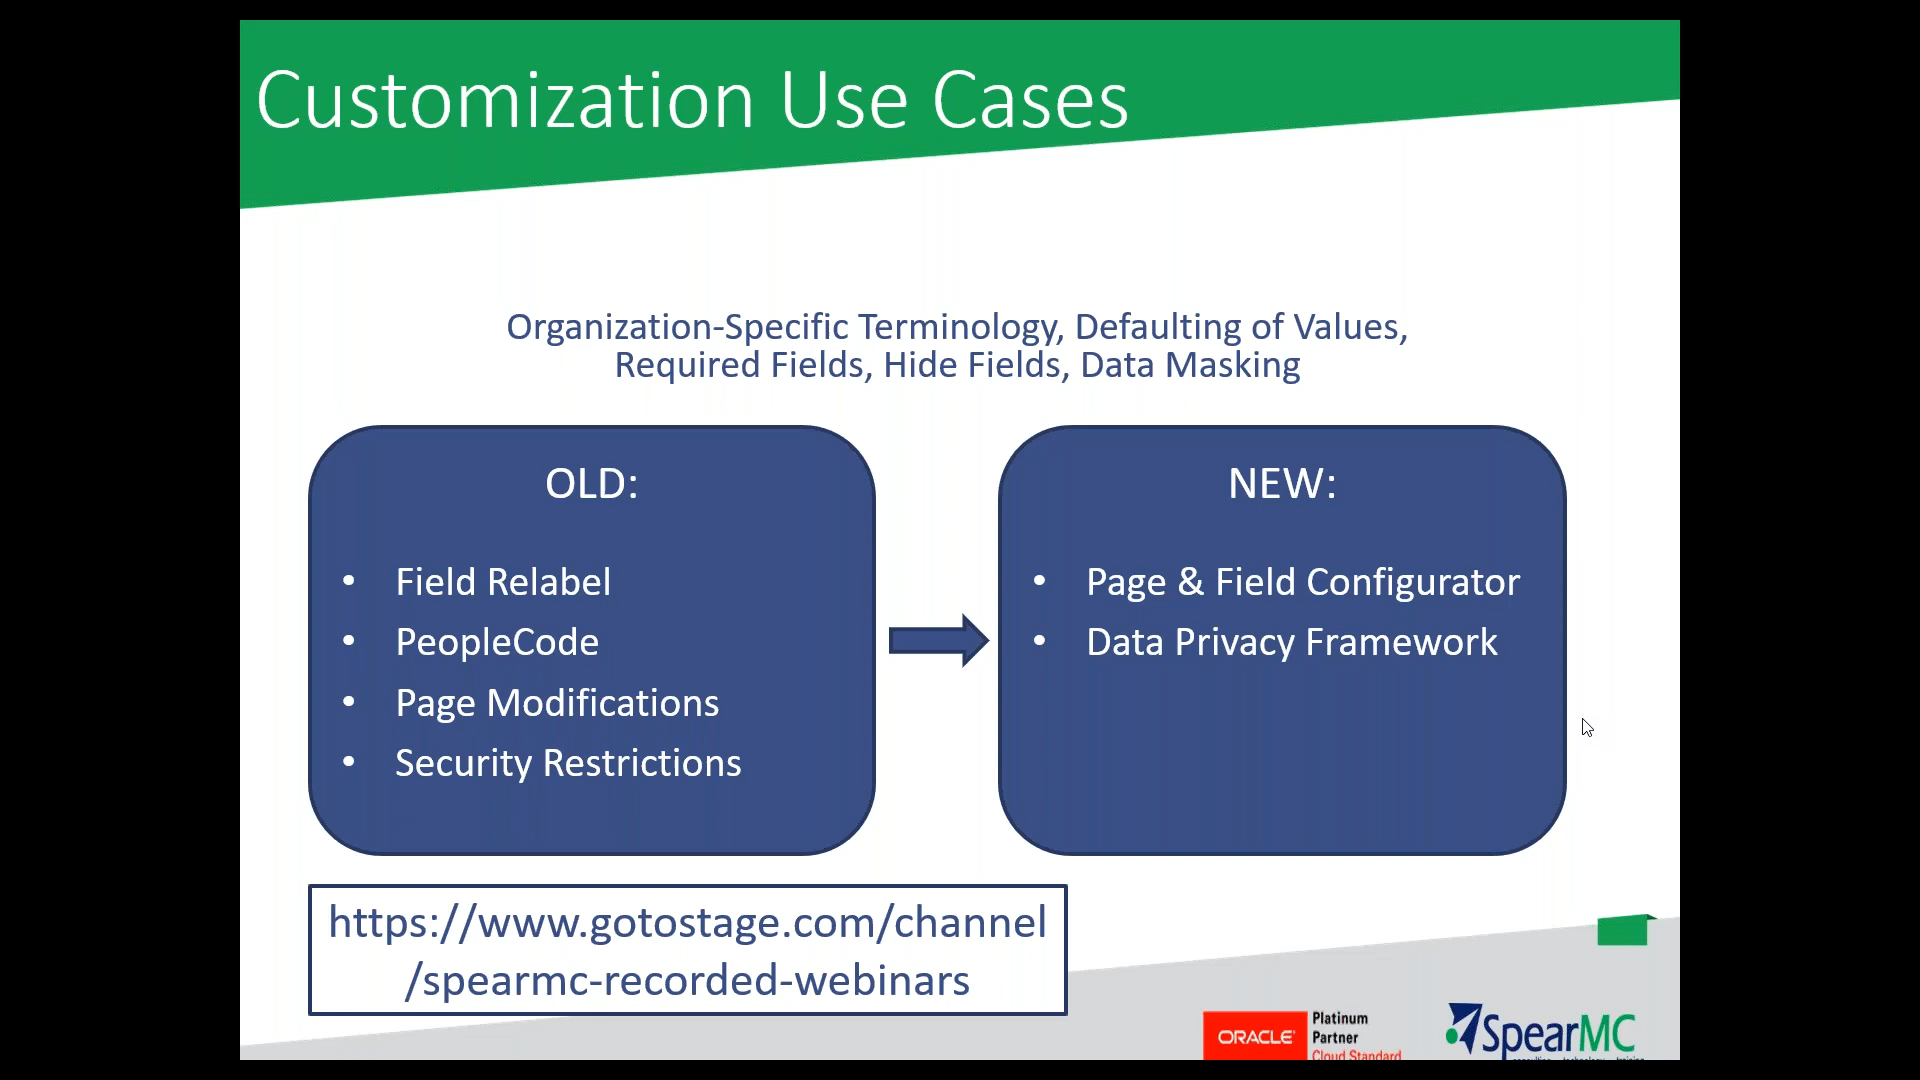 Customization Use Cases
Organization-Specific Terminology, Defaulting of Values,
Required Fields, Hide Fields, Data Masking
OLD:
• Field Relabel
• PeopleCode
• Page Modifications
• Security Restrictions
NEW:
• Page & Field Configurator
• Data Privacy Framework
https://www.gotostage.com/channel
/spearmc-recorded-webinars
ORACLE
Platinum
Partner
Cloud Standard
SpearMC